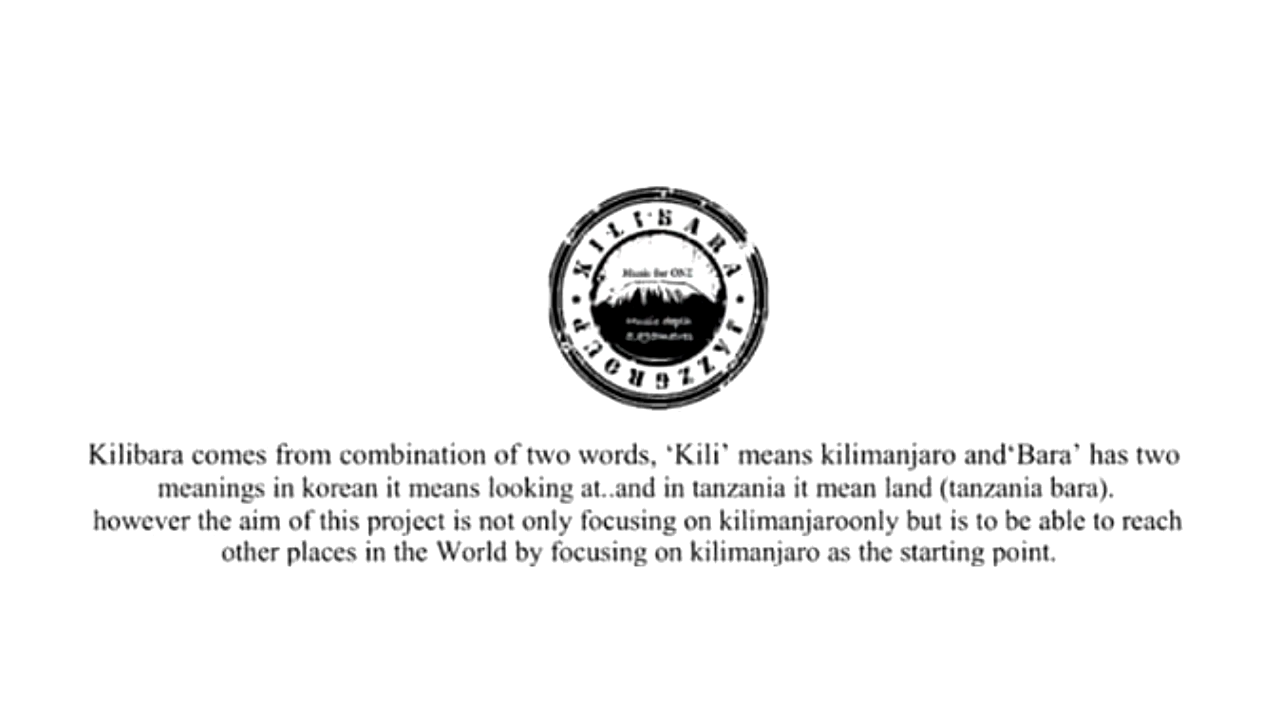 KILIBARA
Music for ONE
Music depth
JAZZGROUP
Kilibara comes from combination of two words, ‘Kili’ means kilimanjaro and‘Bara’ has two
meanings in korean it means looking at..and in tanzania it mean land (tanzania bara).
however the aim of this project is not only focusing on kilimanjaroonly but is to be able to reach
other places in the World by focusing on kilimanjaro as the starting point.